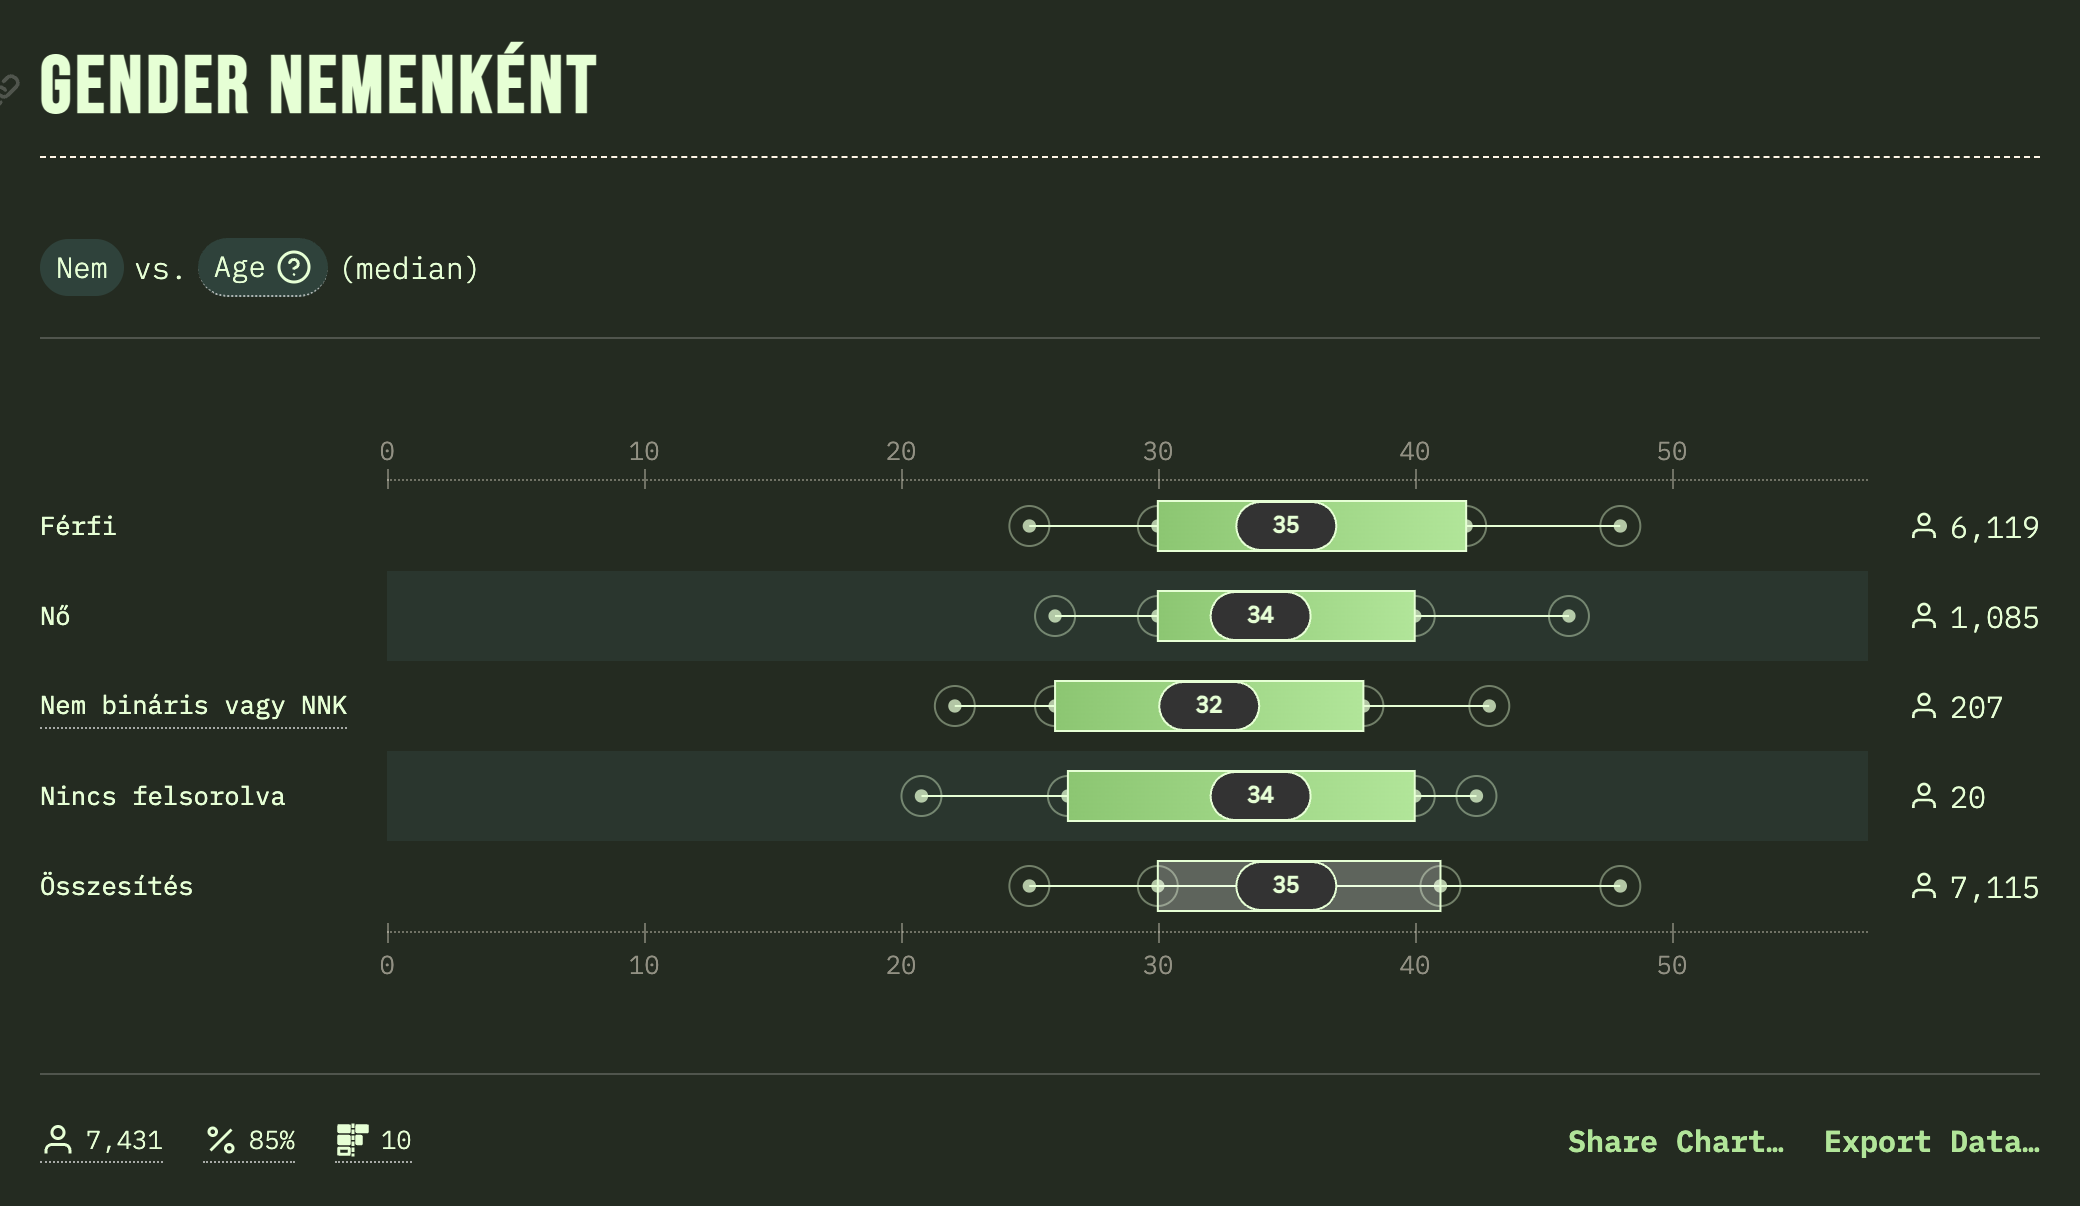 GENDER NEMENKÉNT
Nem vs. Age ? (median)
0 10 20 30 40 50
Férfi 35 6,119
Nő 34 1,085
Nem bináris vagy NNK 32 207
Nincs felsorolva 34 20
Összesítés 35 7,115
0 10 20 30 40 50
7,431 % 85% 10 Share Chart… Export Data…